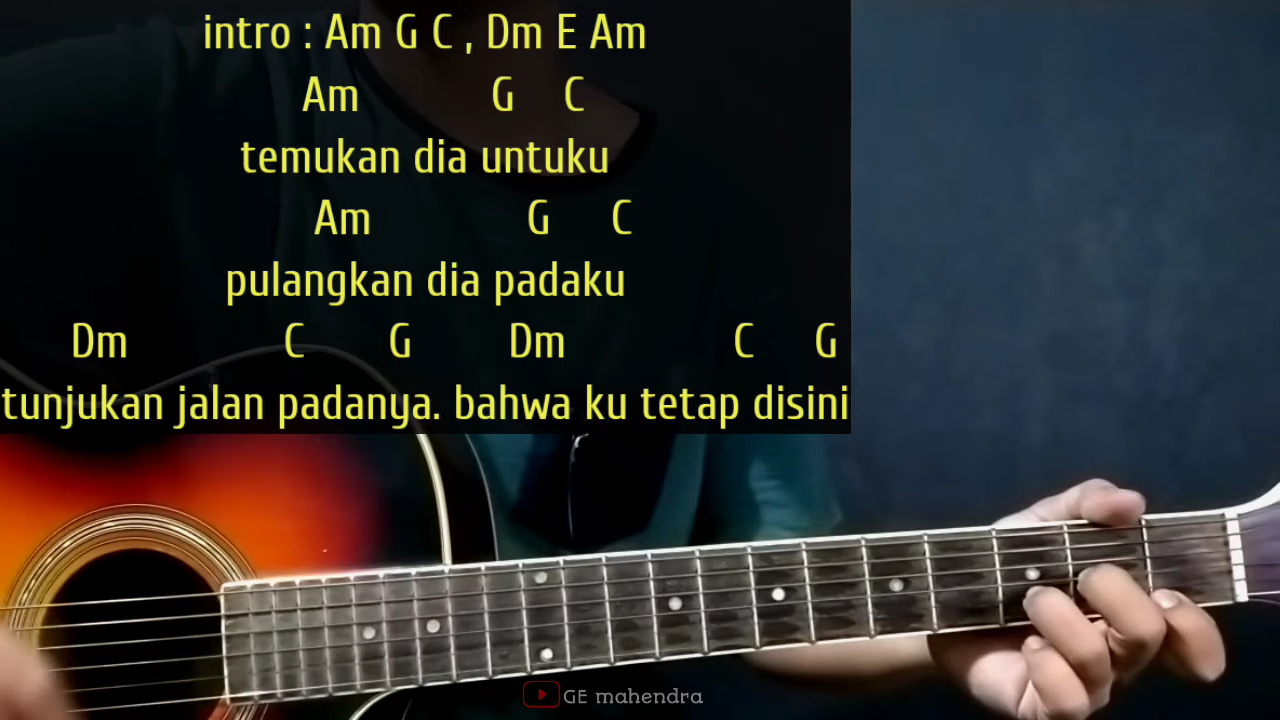 intro : Am G C , Dm E Am
Am G C
temukan dia untuku
Am G C
pulangkan dia padaku
Dm C G Dm C G
tunjukan jalan padanya. bahwa ku tetap disini
GE mahendra